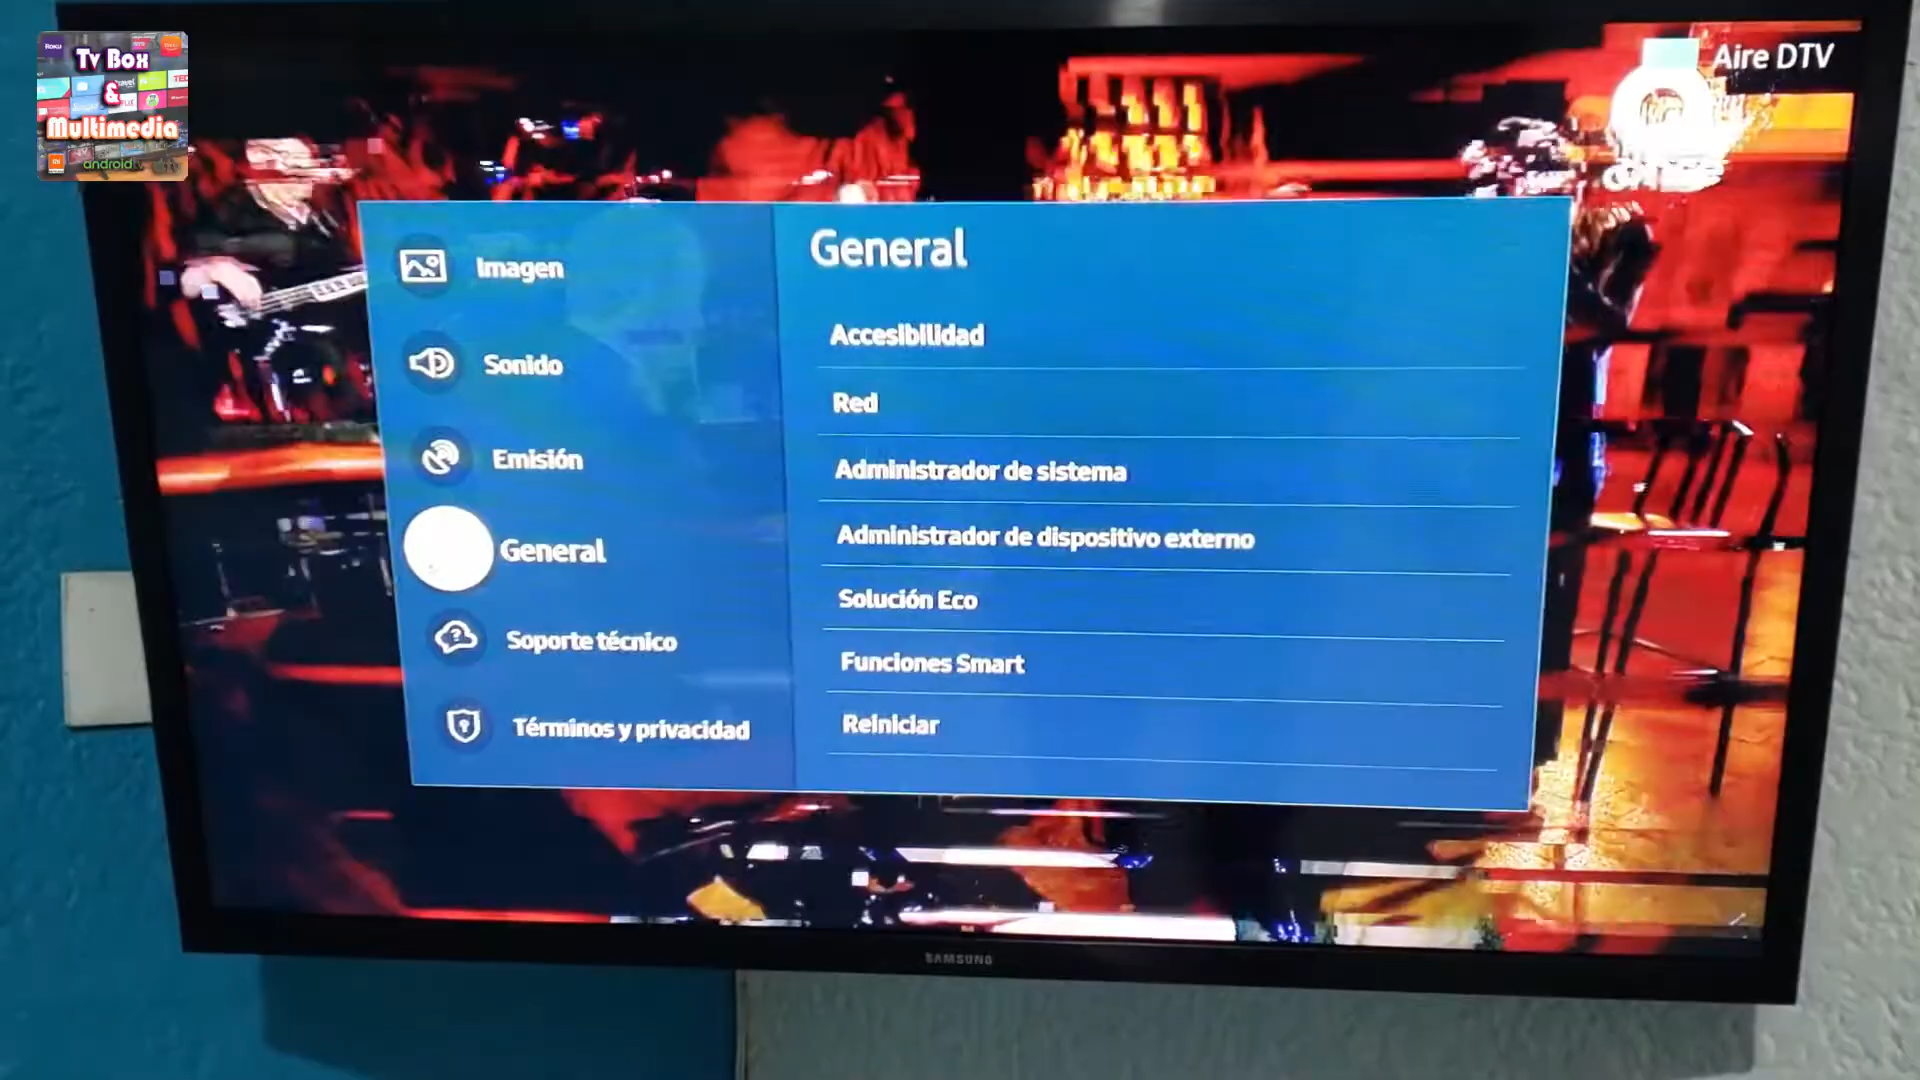 Tv Box
&
Multimedia
androidtv
Aire DTV
Imagen
Sonido
Emisión
General
Soporte técnico
Términos y privacidad
General
Accesibilidad
Red
Administrador de sistema
Administrador de dispositivo externo
Solución Eco
Funciones Smart
Reiniciar
SAMSUNG